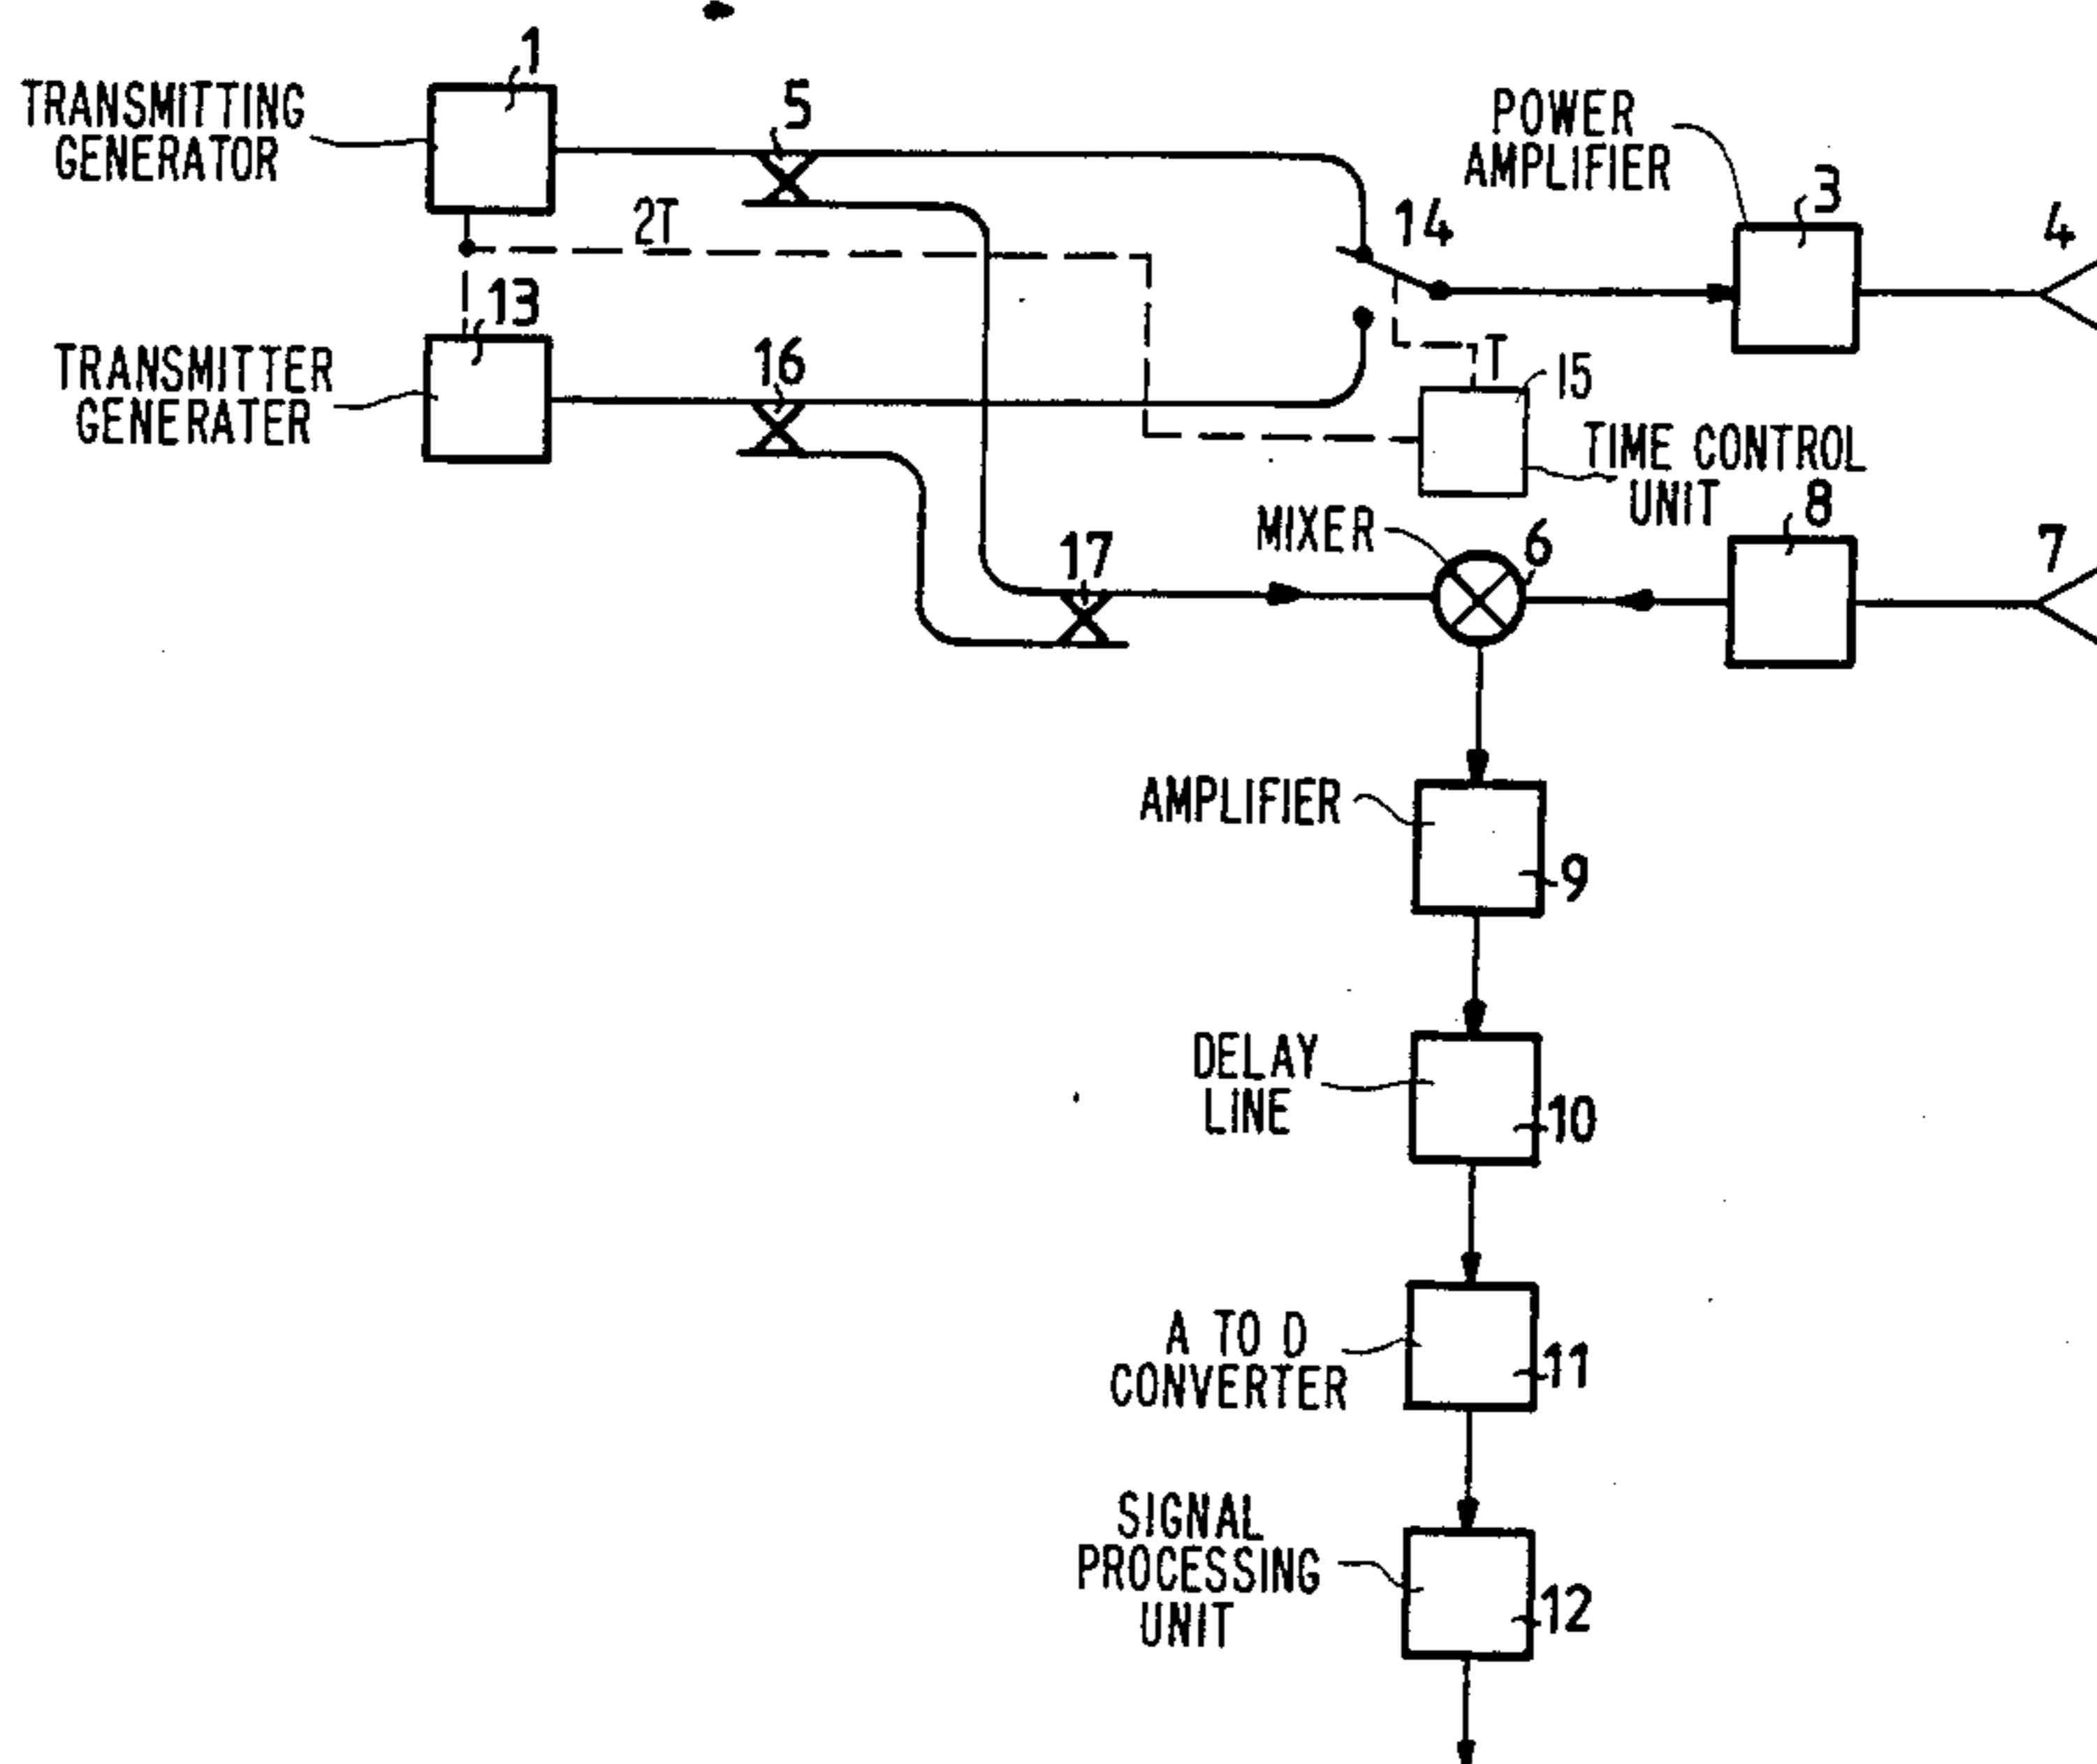 1
TRANSMITTING
GENERATOR
5
POWER
AMPLIFIER
3
4
14
2T
13
TRANSMITTER
GENERATER
16
T
15
TIME CONTROL
UNIT
MIXER
6
8
7
17
AMPLIFIER
9
DELAY
LINE
10
A TO D
CONVERTER
11
SIGNAL
PROCESSING
UNIT
12